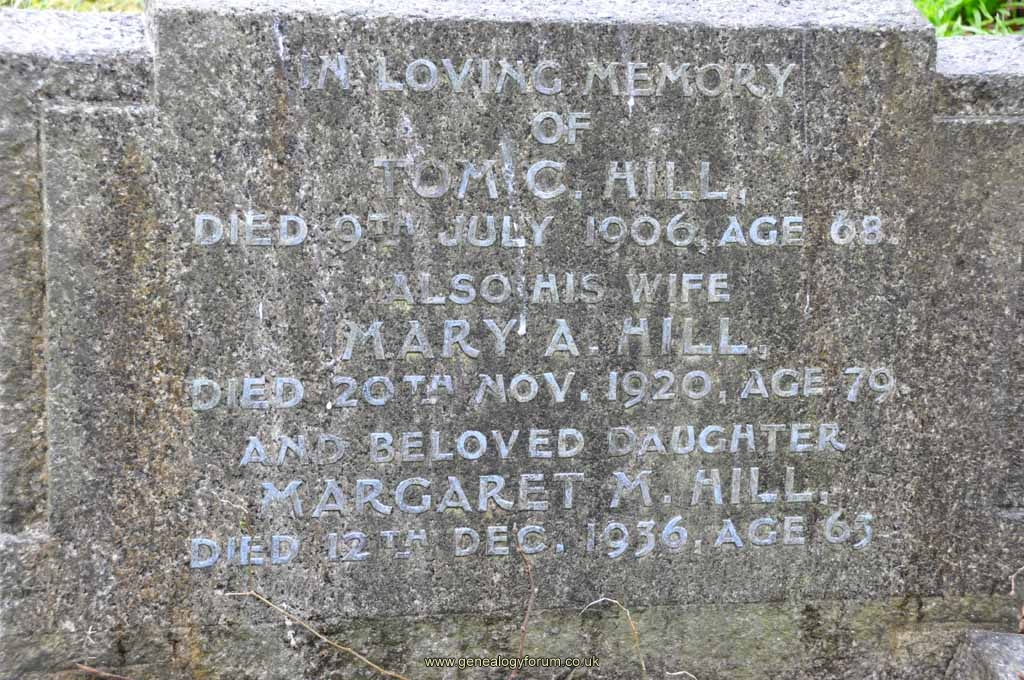 IN LOVING MEMORY
OF
TOM C. HILL,
DIED 9TH JULY 1906, AGE 68.
ALSO HIS WIFE
MARY A. HILL,
DIED 20TH NOV. 1920, AGE 79.
AND BELOVED DAUGHTER
MARGARET M. HILL,
DIED 12TH DEC. 1936, AGE 65
www.genealogyforum.co.uk